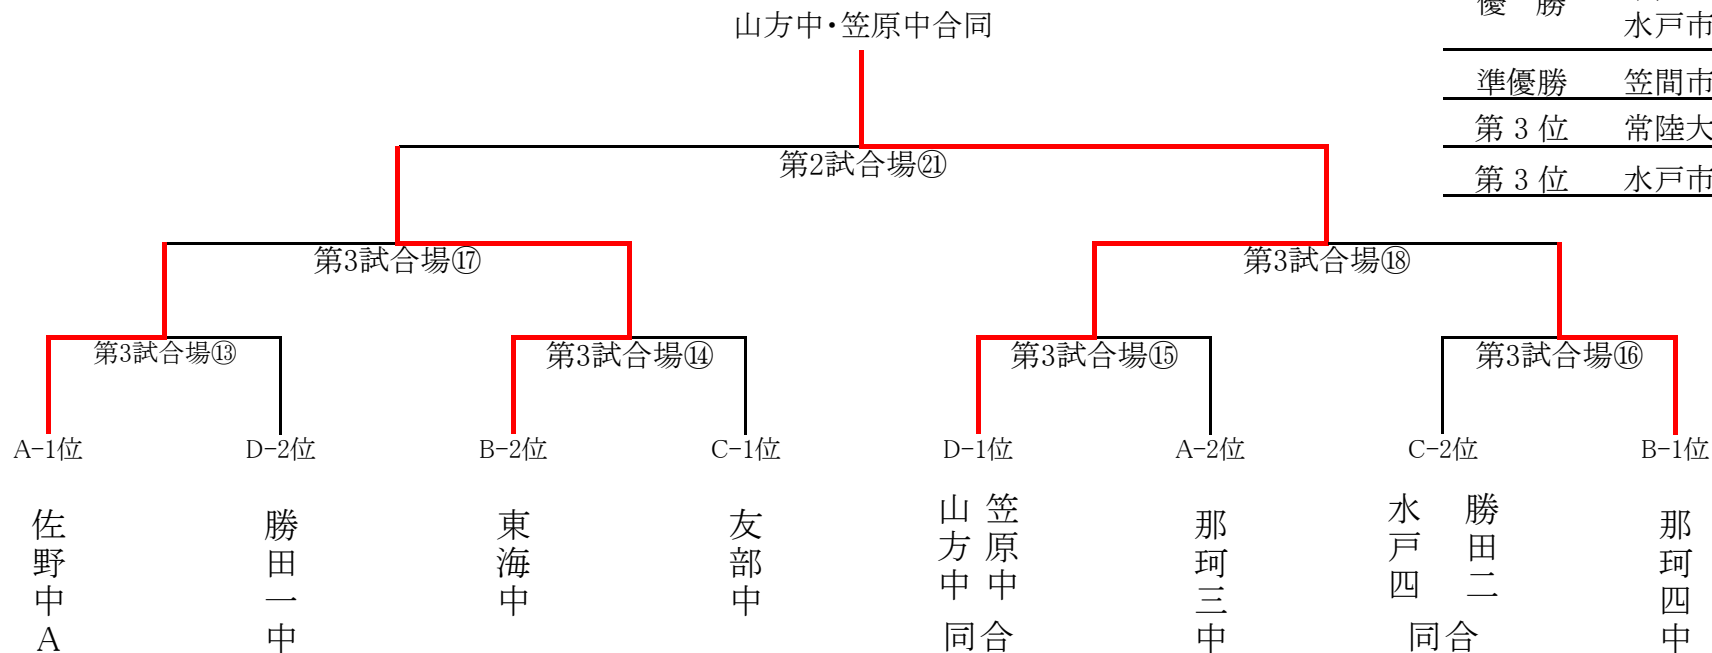 山方中・笠原中合同
優　勝
水戸市
準優勝　笠間市
第３位　常陸大
第３位　水戸市
第2試合場㉑
第3試合場⑰
第3試合場⑱
第3試合場⑬
第3試合場⑭
第3試合場⑮
第3試合場⑯
A-1位
D-2位
B-2位
C-1位
D-1位
A-2位
C-2位
B-1位
佐野中A
勝田一中
東海中
友部中
山方中
笠原中
同合
那珂三中
水戸四
勝田二
同合
那珂四中